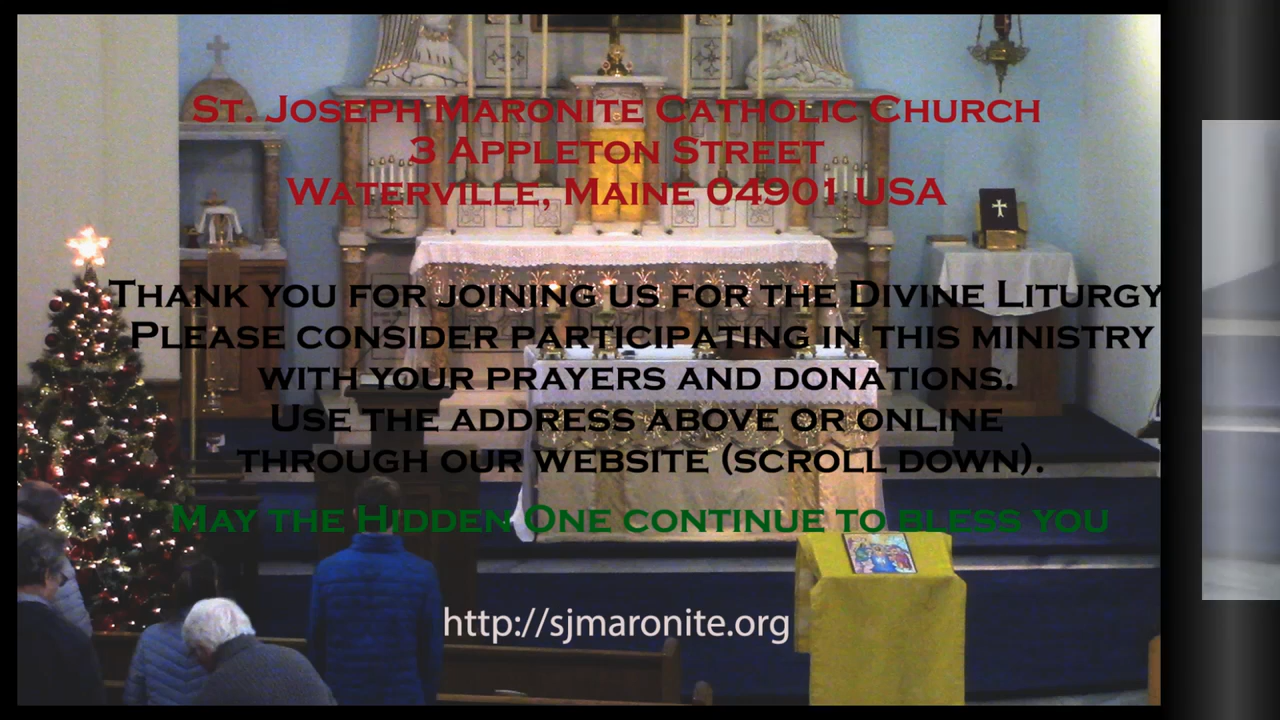 St. Joseph Maronite Catholic Church
3 Appleton Street
Waterville, Maine 04901 USA
Thank you for joining us for the Divine Liturgy
Please consider participating in this ministry
with your prayers and donations.
Use the address above or online
through our website (scroll down).
May the Hidden One continue to bless you
http://sjmaronite.org